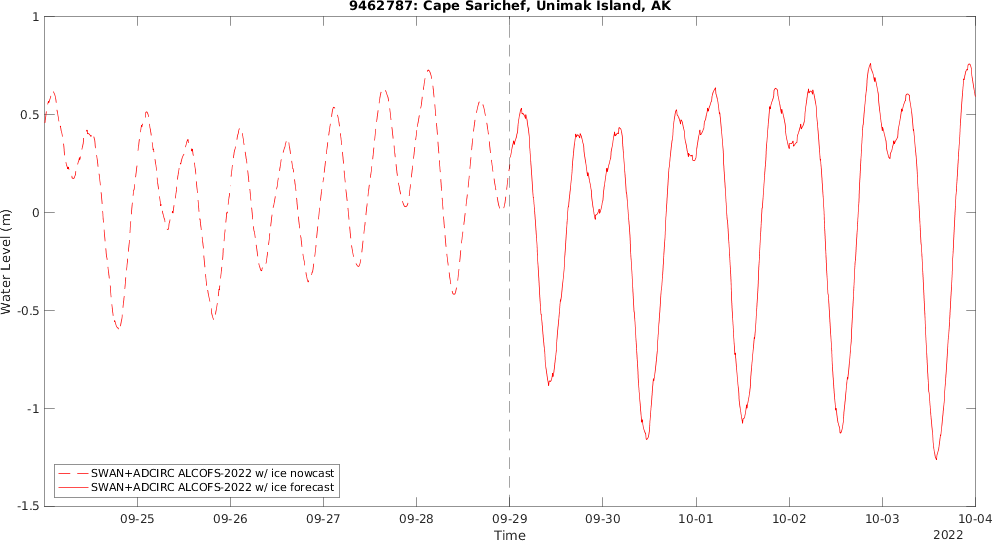 9462787: Cape Sarichef, Unimak Island, AK
1
0.5
0
-0.5
-1
-1.5
Water Level (m)
SWAN+ADCIRC ALCOFS-2022 w/ ice nowcast
SWAN+ADCIRC ALCOFS-2022 w/ ice forecast
09-25 09-26 09-27 09-28 09-29 09-30 10-01 10-02 10-03 10-04
Time
2022